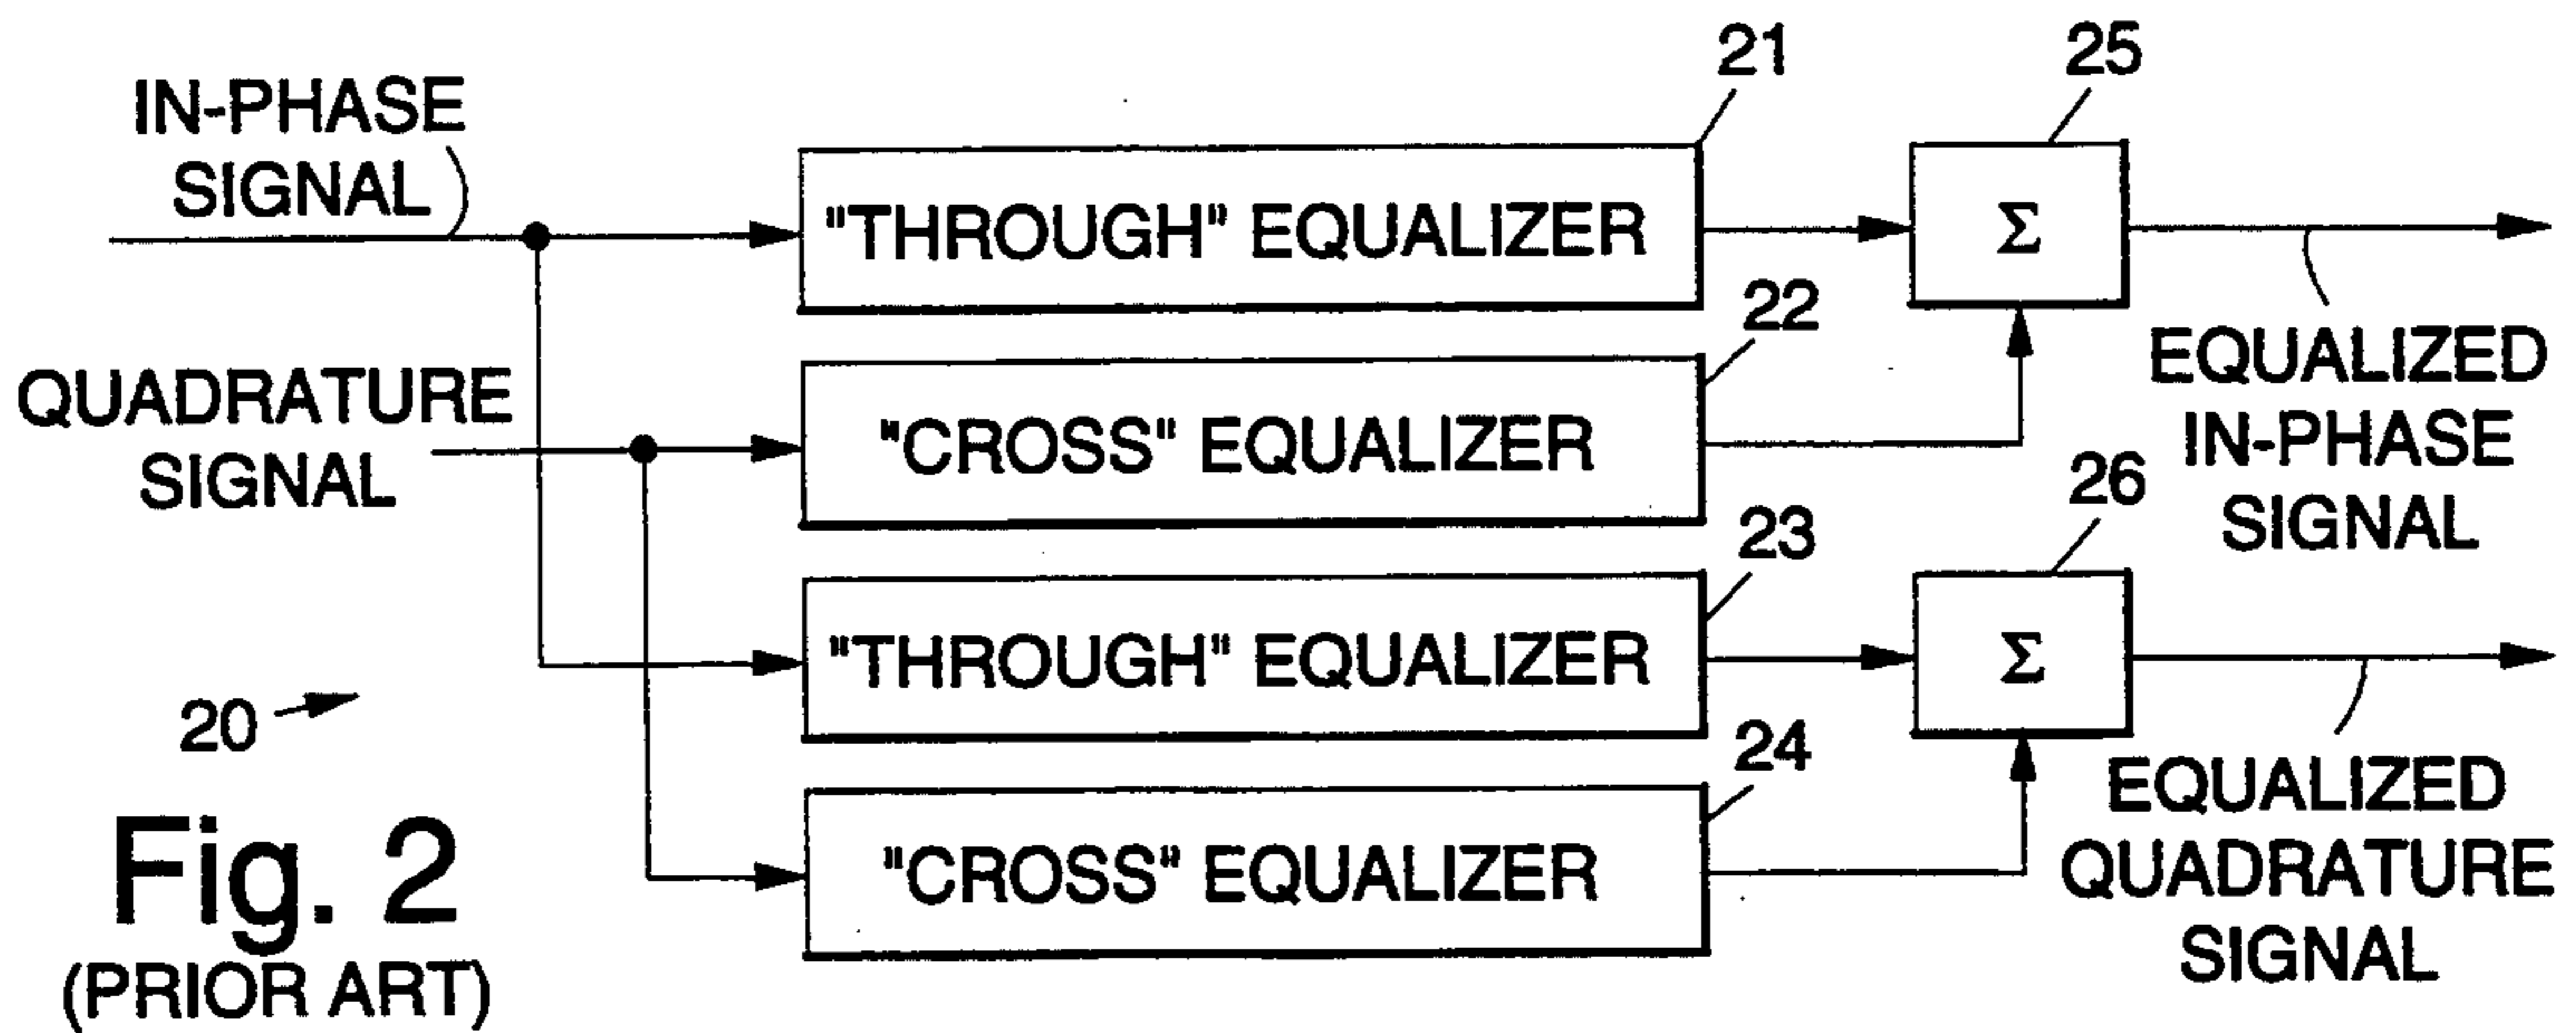 21
25
IN-PHASE
SIGNAL
"THROUGH" EQUALIZER
Σ
22
EQUALIZED
IN-PHASE
SIGNAL
QUADRATURE
SIGNAL
"CROSS" EQUALIZER
26
23
"THROUGH" EQUALIZER
Σ
20
24
EQUALIZED
QUADRATURE
SIGNAL
"CROSS" EQUALIZER
Fig. 2
(PRIOR ART)